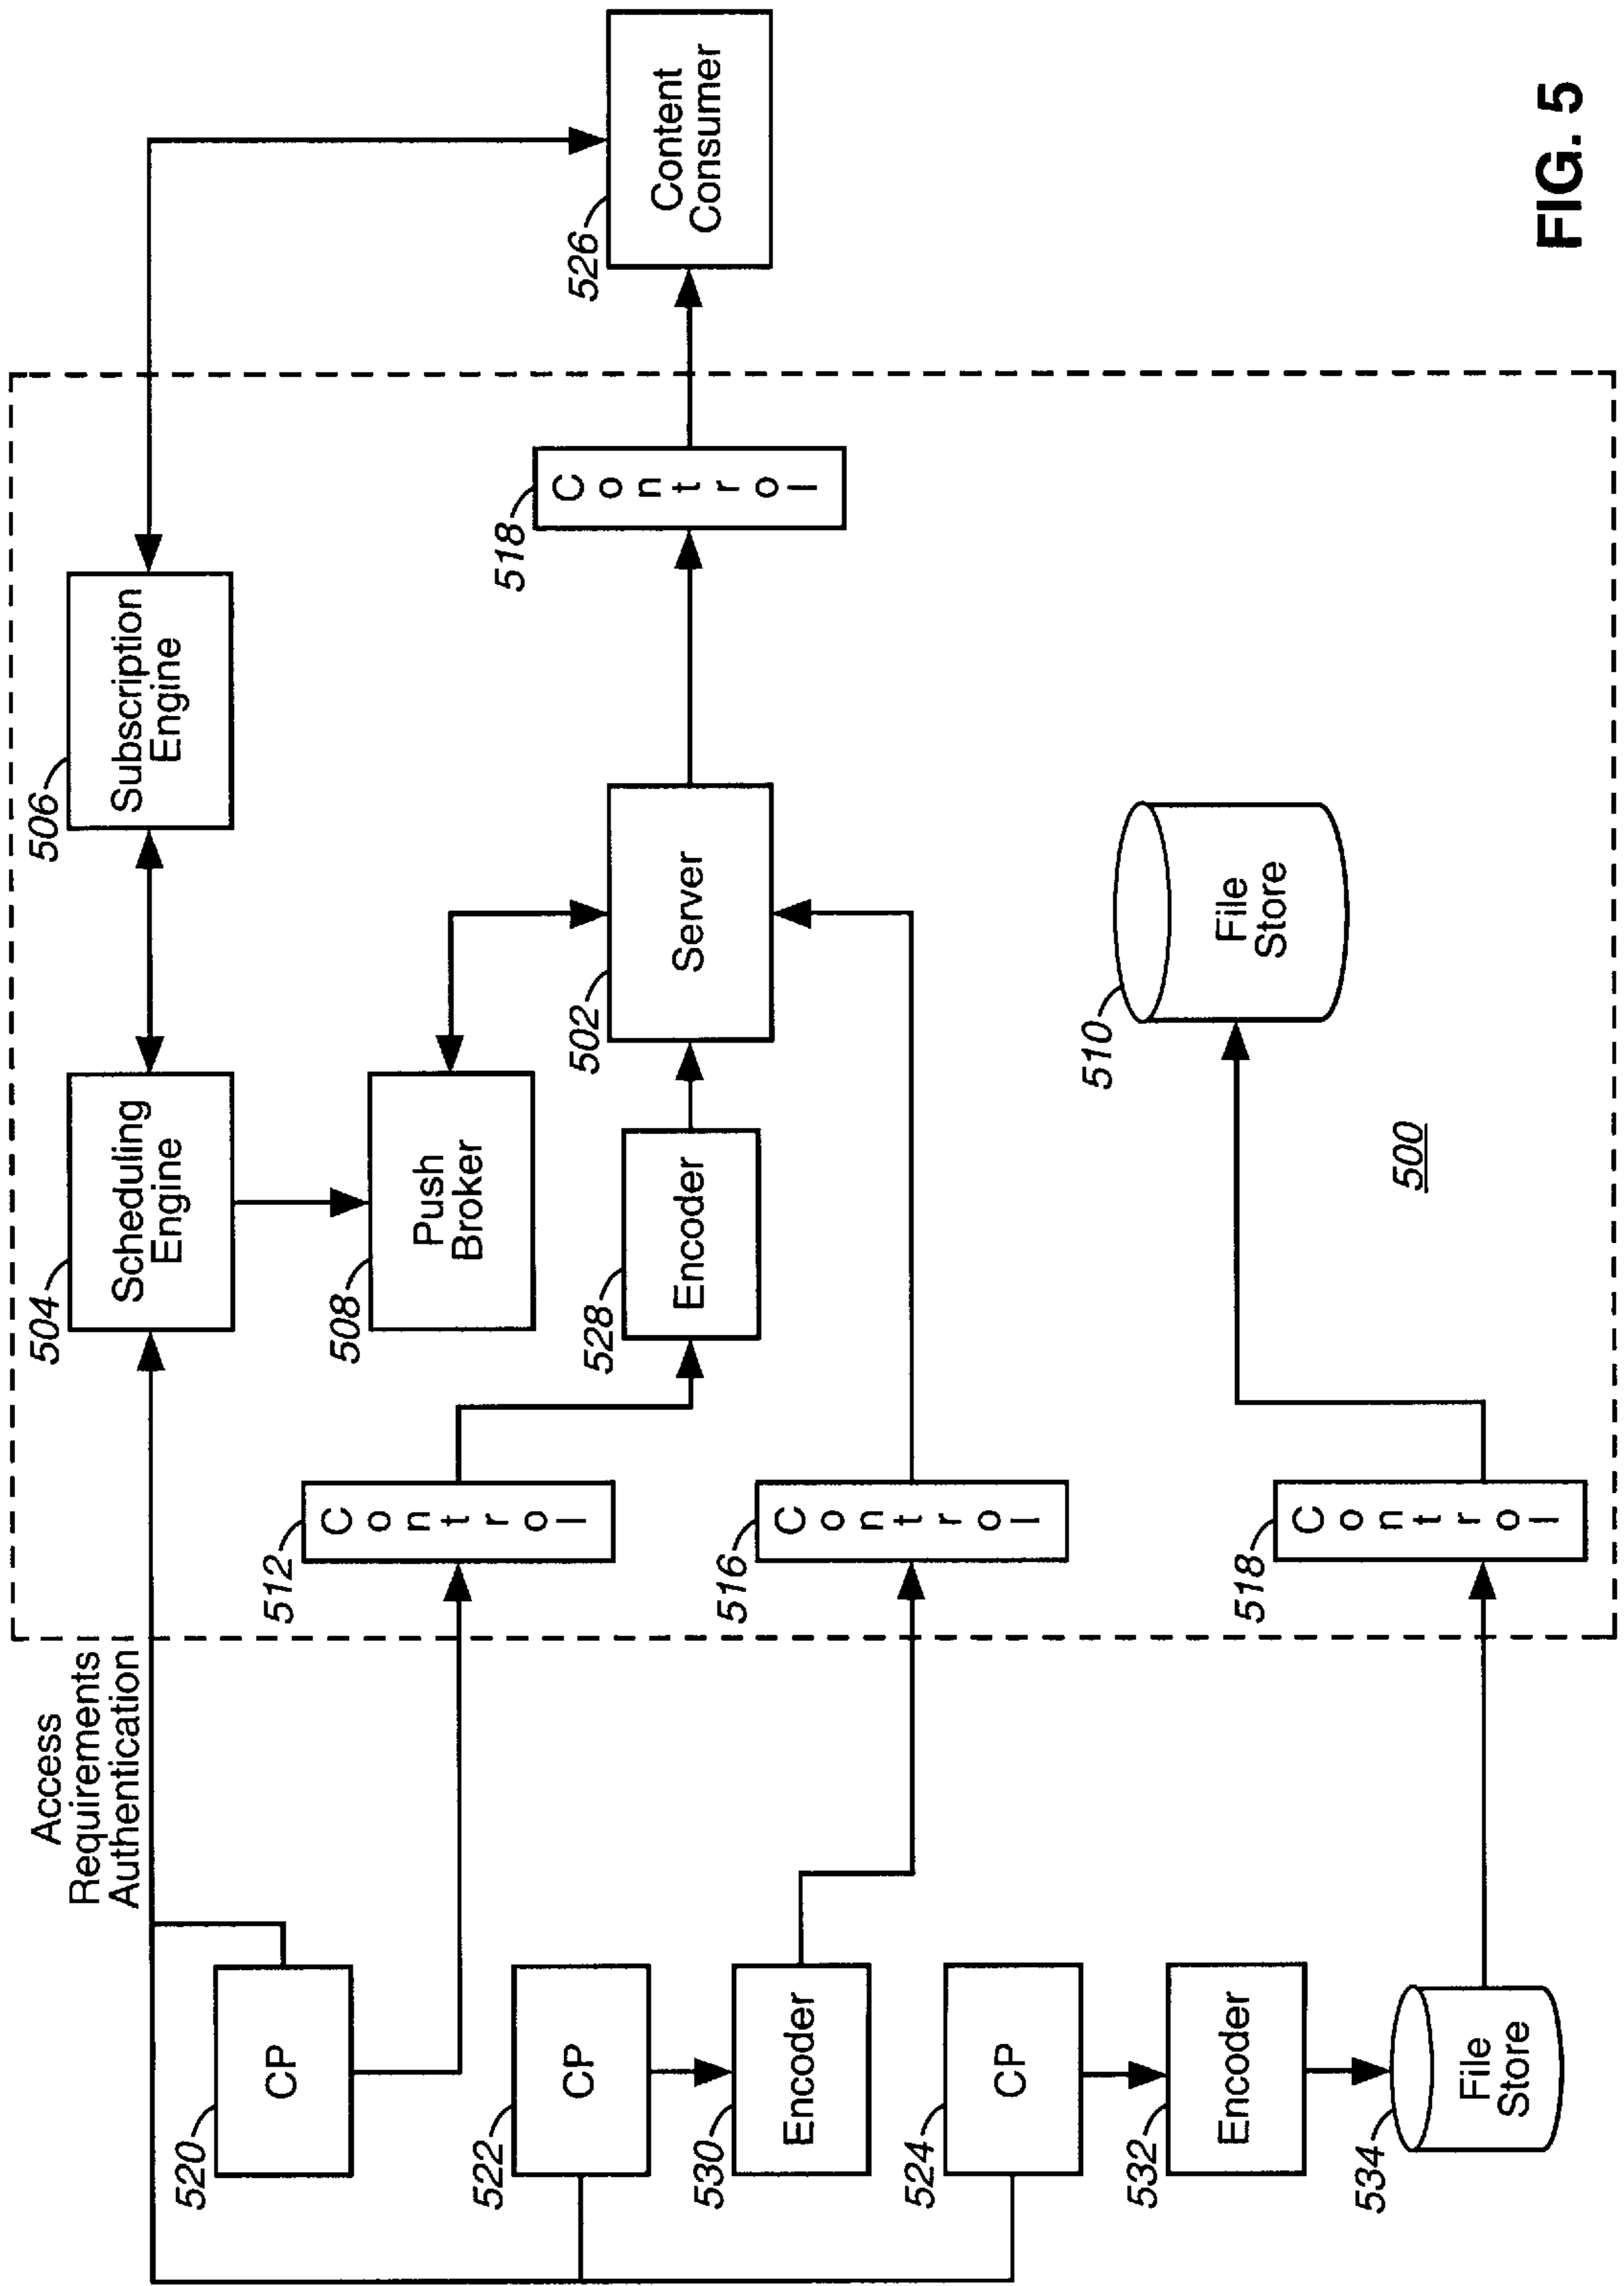 Access
Requirements
Authentication
504
Scheduling
Engine
506
Subscription
Engine
508
Push
Broker
520
CP
512
Control
528
Encoder
502
Server
518
Control
526
Content
Consumer
522
CP
530
Encoder
516
Control
524
CP
532
Encoder
534
File
Store
518
Control
510
File
Store
500
FIG. 5